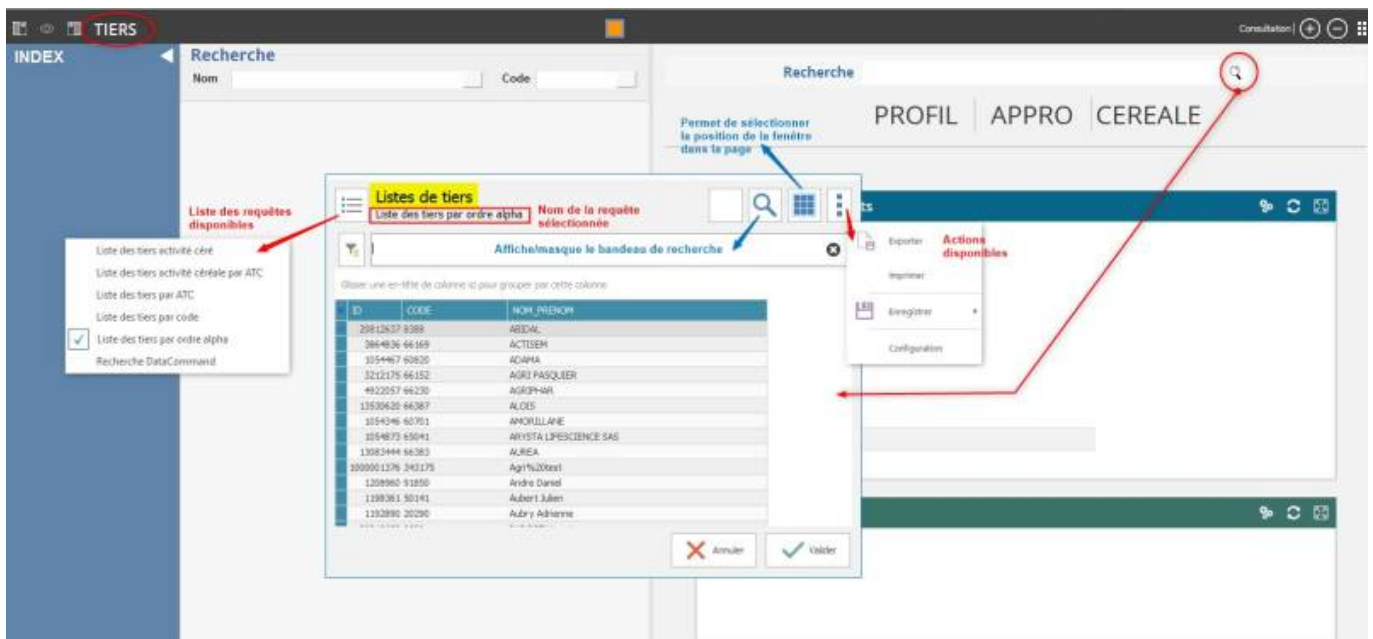 TIERS
Consultation |
INDEX
Recherche
Nom
Code
Recherche
PROFIL
APPRO
CEREALE
Permet de sélectionner
la position de la fenêtre
dans la page
Listes de tiers
Liste des tiers par ordre alpha
Nom de la requête
sélectionnée
Liste des requêtes
disponibles
ts
Affiche/masque le bandeau de recherche
Liste des tiers activité céré
Liste des tiers activité céréale par ATC
Liste des tiers par ATC
Liste des tiers par code
Liste des tiers par ordre alpha
Recherche DataCommand
Exporter
Actions
disponibles
Imprimer
Enregistrer
Configuration
Glisser une en-tête de colonne ici pour grouper par cette colonne
ID CODE NOM_PRENOM
20812637 8388 ABIDAL
3864836 66169 ACTISEM
1054467 60820 ADAMA
3212175 66152 AGRI PASQUIER
4922057 66230 AGRIPHAR
13530620 66387 ALOES
1054346 60701 AMORILLANE
1054873 65041 ARYSTA LIFESCIENCE SAS
13083444 66383 AUREA
1000001376 343175 Agri%20test
1208960 91850 Andre Daniel
1198361 50141 Aubert Julien
1192890 20290 Aubry Adrienne
Annuler
Valider